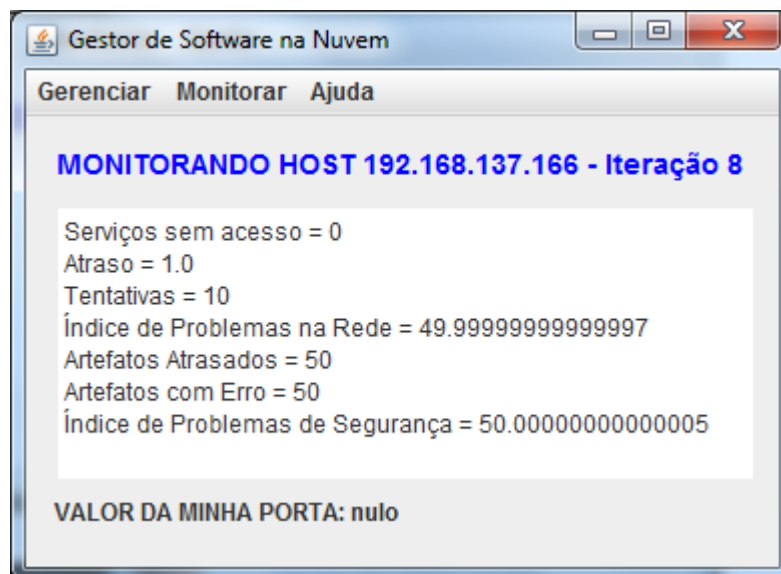 Gestor de Software na Nuvem
Gerenciar Monitorar Ajuda
MONITORANDO HOST 192.168.137.166 - Iteração 8
Serviços sem acesso = 0
Atraso = 1.0
Tentativas = 10
Índice de Problemas na Rede = 49.99999999999997
Artefatos Atrasados = 50
Artefatos com Erro = 50
Índice de Problemas de Segurança = 50.00000000000005
VALOR DA MINHA PORTA: nulo